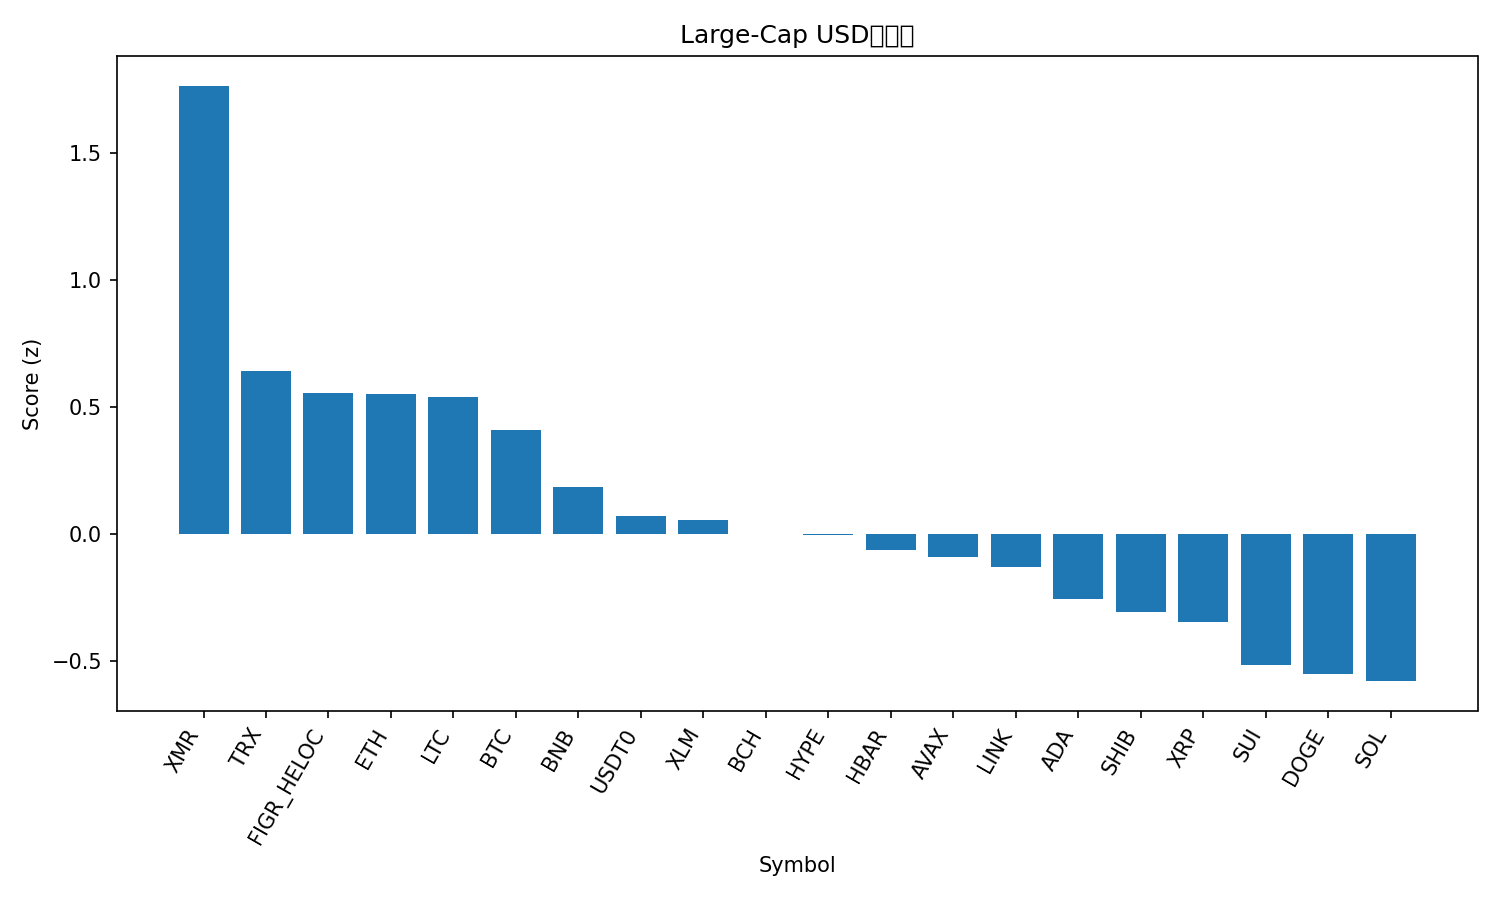 Large-Cap USD
Score (z)
1.5
1.0
0.5
0.0
−0.5
XMR
TRX
FIGR_HELOC
ETH
LTC
BTC
BNB
USDT0
XLM
BCH
HYPE
HBAR
AVAX
LINK
ADA
SHIB
XRP
SUI
DOGE
SOL
Symbol